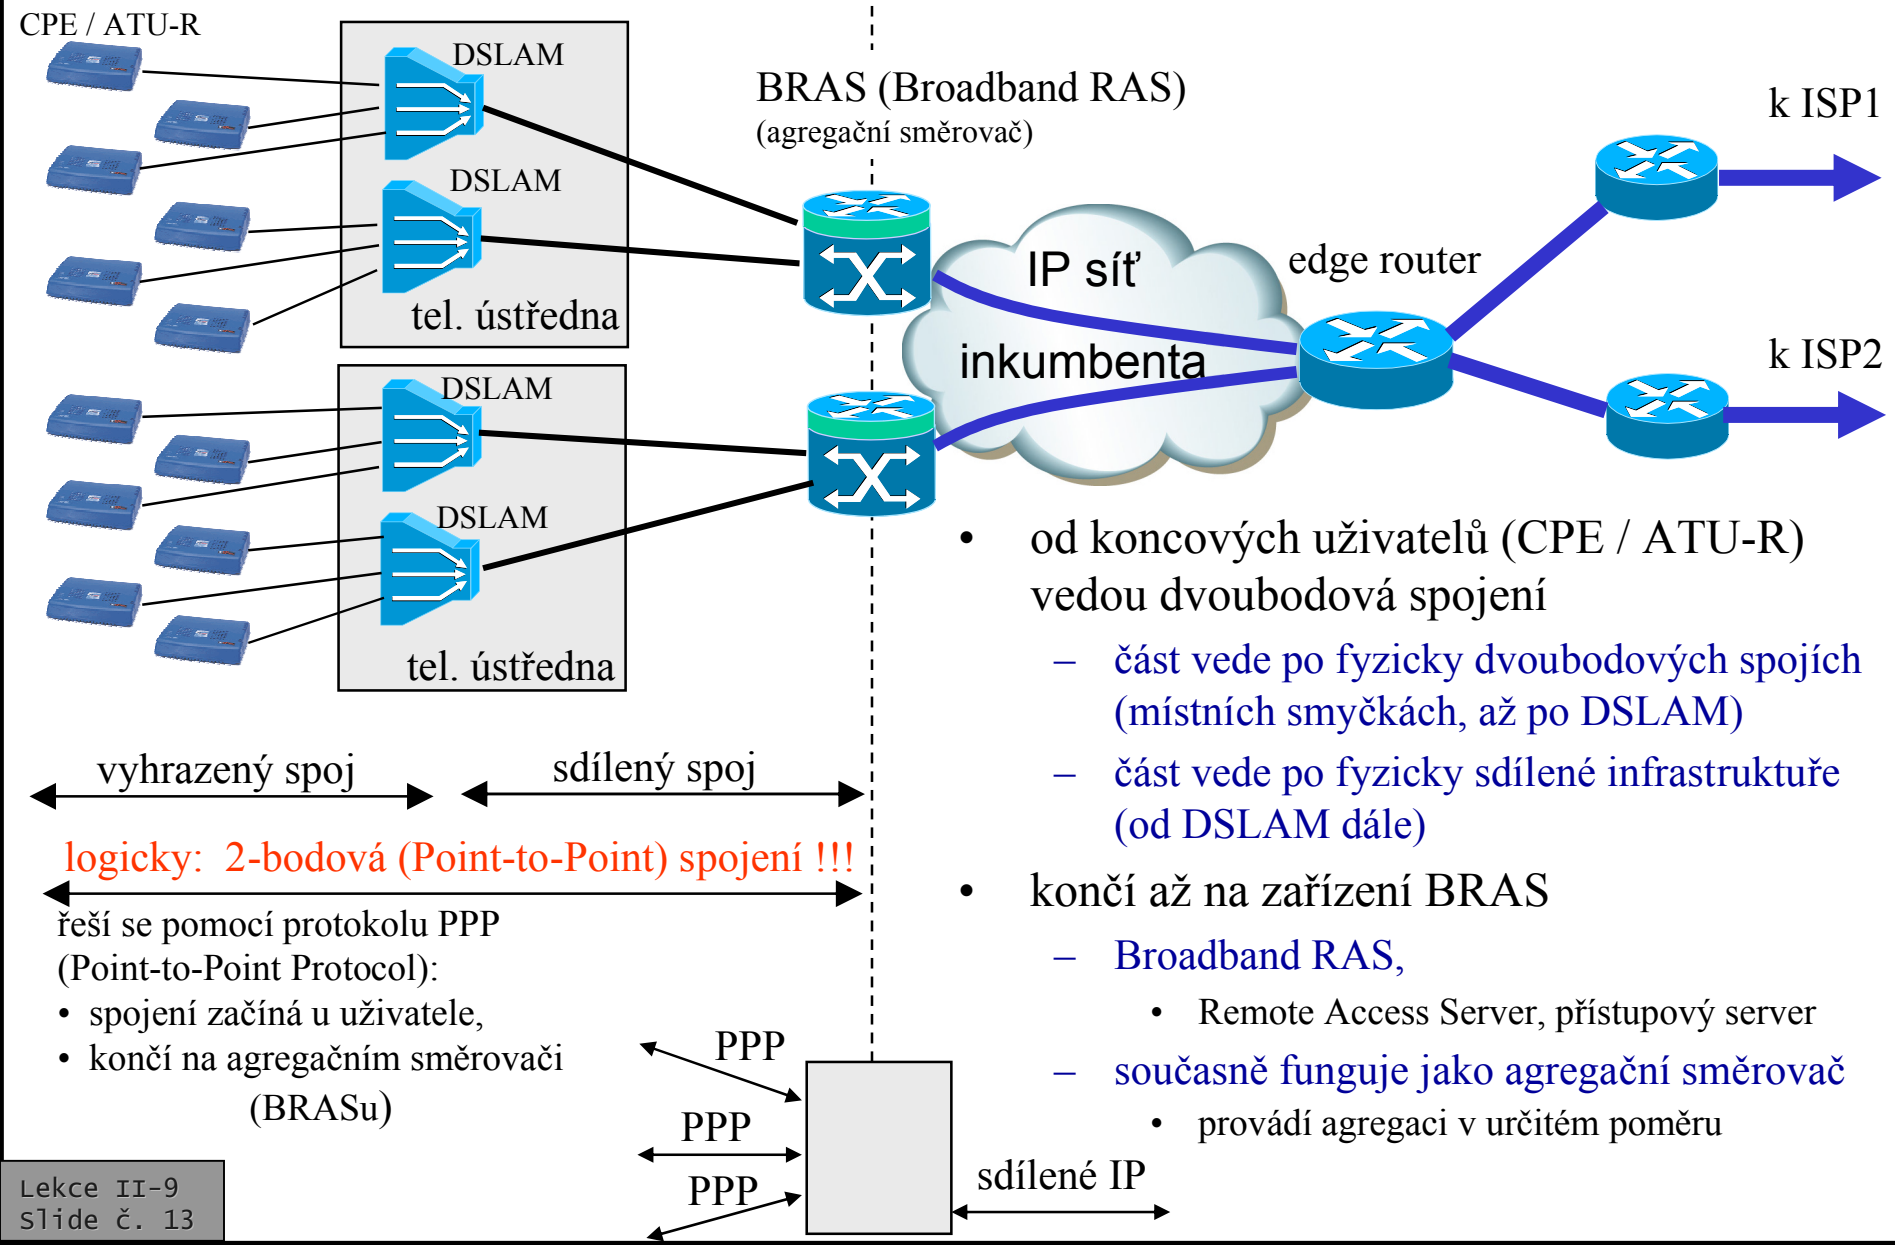 CPE / ATU-R
DSLAM
DSLAM
tel. ústředna
DSLAM
DSLAM
tel. ústředna
BRAS (Broadband RAS)
(agregační směrovač)
IP síť
inkumbenta
edge router
k ISP1
k ISP2
vyhrazený spoj
sdílený spoj
logicky: 2-bodová (Point-to-Point) spojení !!!
řeší se pomocí protokolu PPP
(Point-to-Point Protocol):
• spojení začíná u uživatele,
• končí na agregačním směrovači
(BRASu)
PPP
PPP
PPP
sdílené IP
• od koncových uživatelů (CPE / ATU-R)
vedou dvoubodová spojení
– část vede po fyzicky dvoubodových spojích
(místních smyčkách, až po DSLAM)
– část vede po fyzicky sdílené infrastruktuře
(od DSLAM dále)
• končí až na zařízení BRAS
– Broadband RAS,
• Remote Access Server, přístupový server
– současně funguje jako agregační směrovač
• provádí agregaci v určitém poměru
Lekce II-9
Slide č. 13